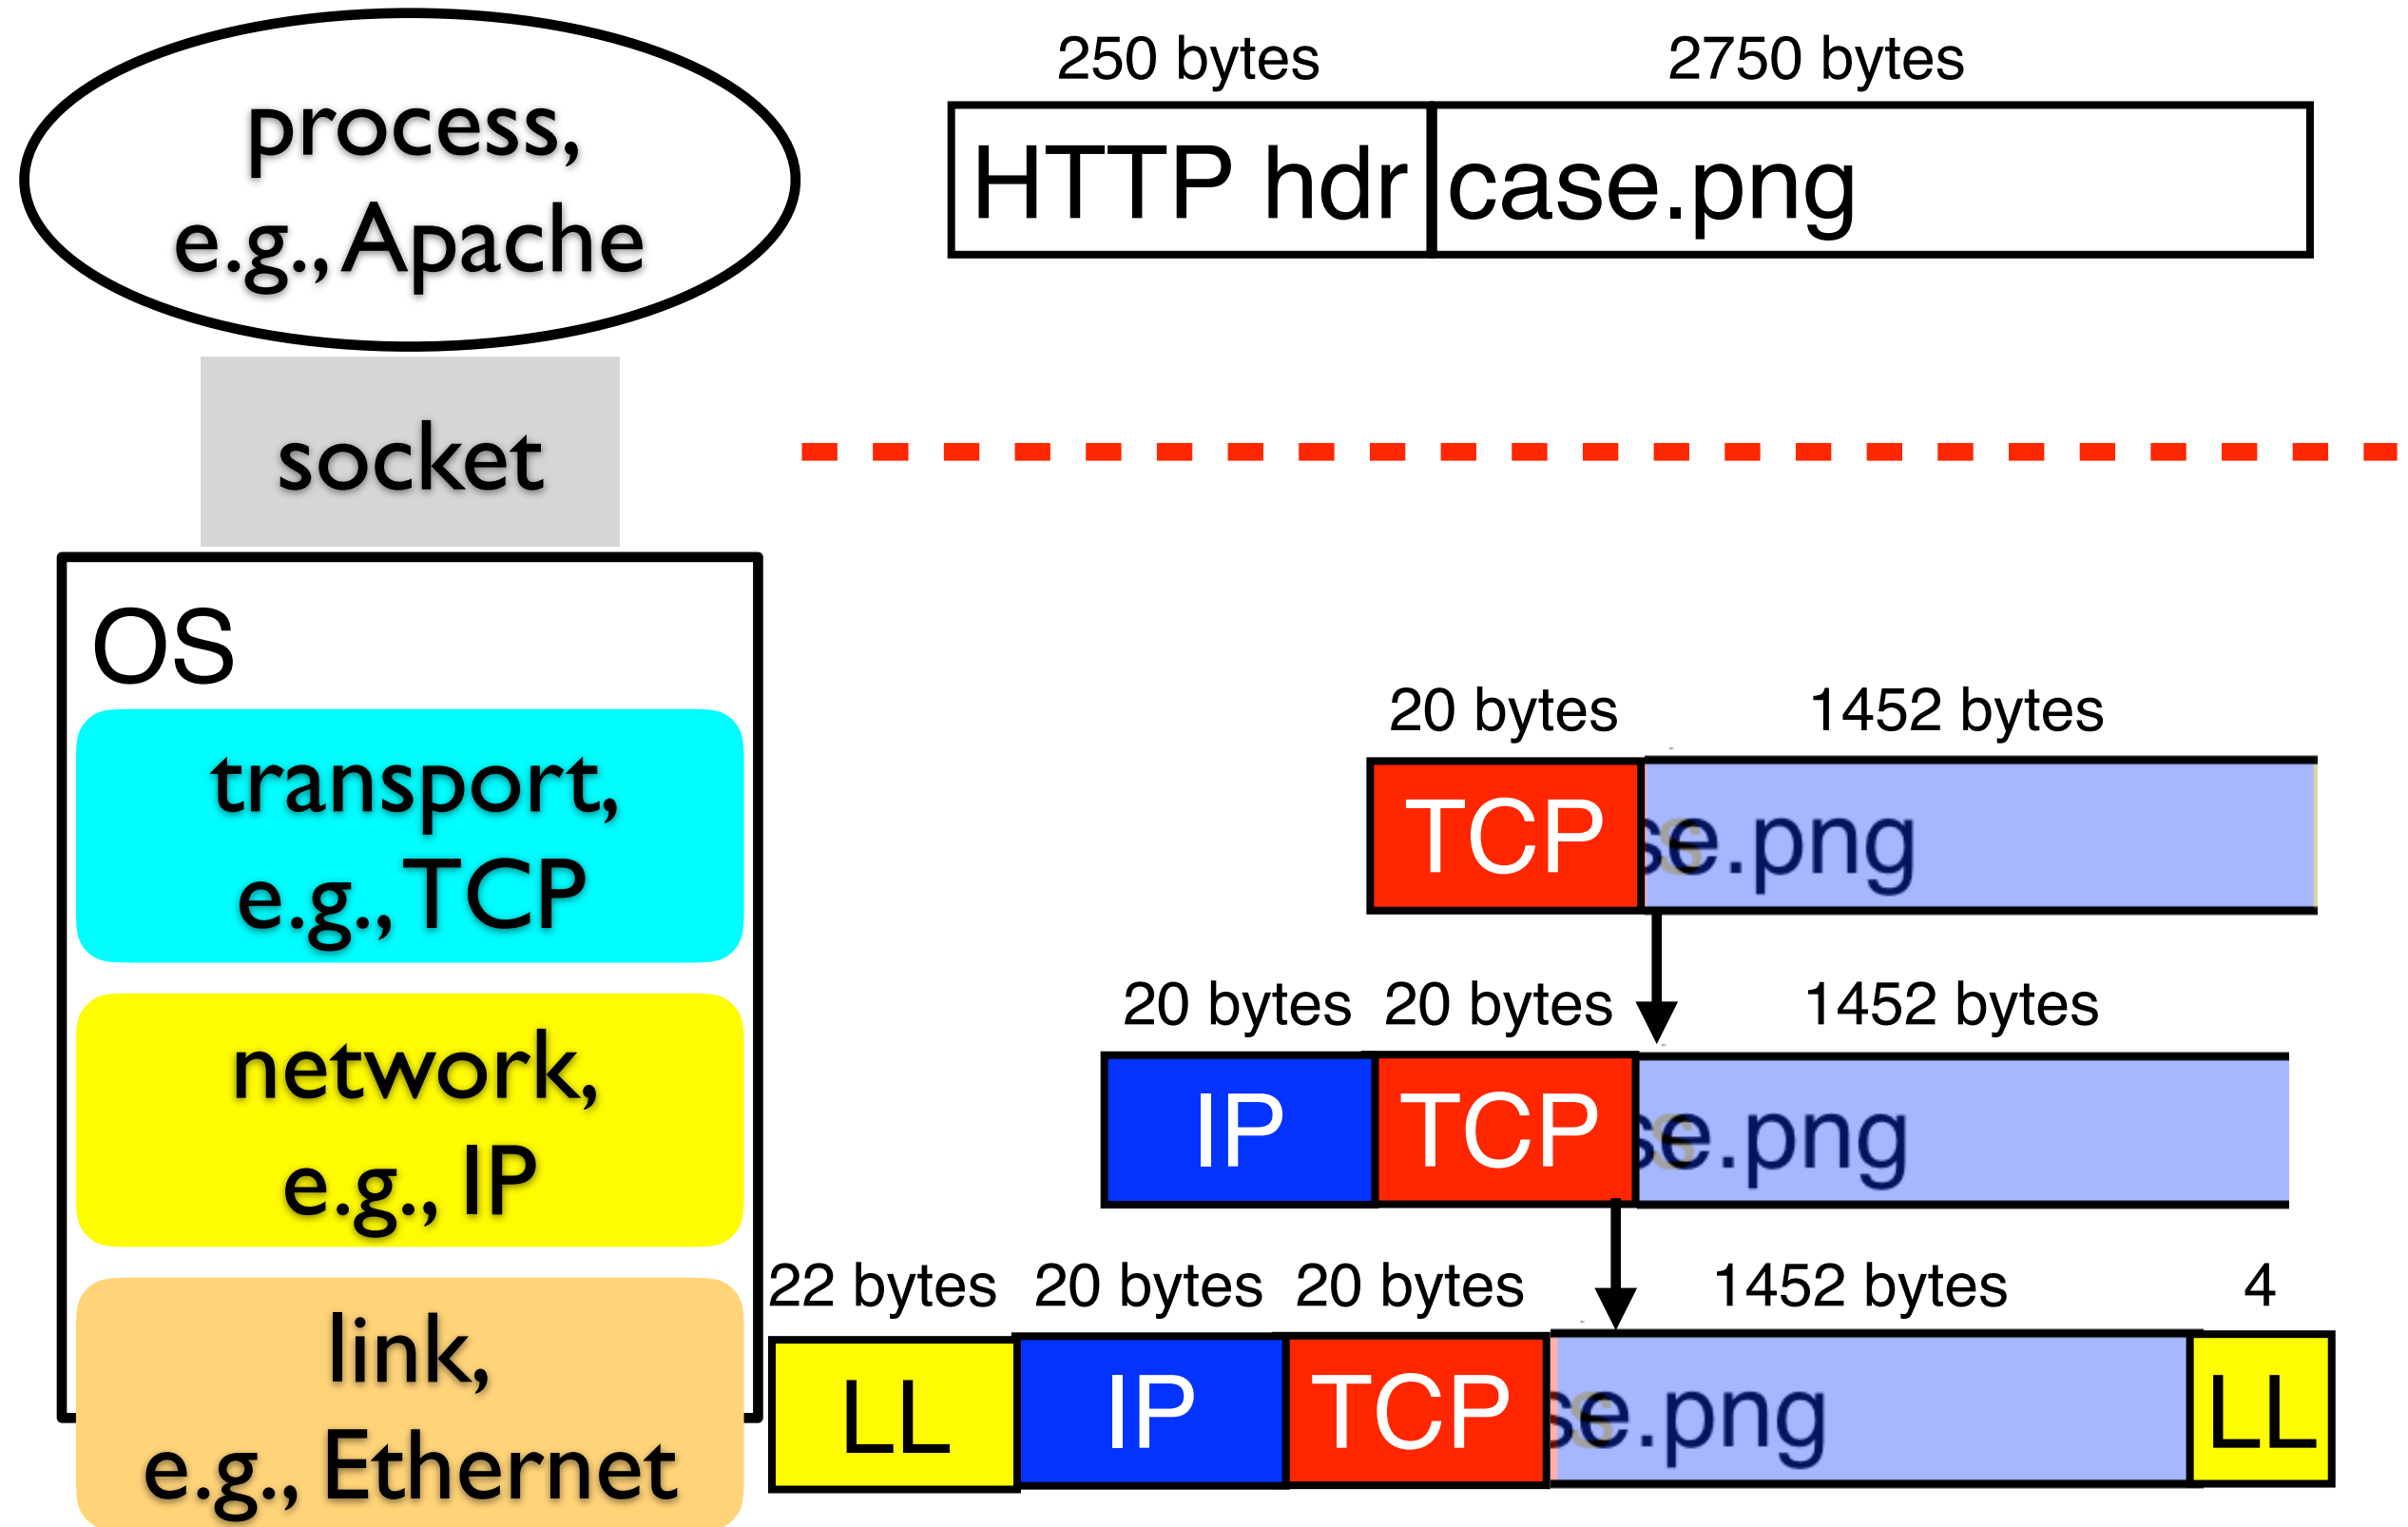 process,
e.g., Apache
250 bytes 2750 bytes
HTTP hdr case.png
socket
OS
transport,
e.g., TCP
20 bytes 1452 bytes
TCP se.png
network,
e.g., IP
20 bytes 20 bytes 1452 bytes
IP TCP se.png
link,
e.g., Ethernet
22 bytes 20 bytes 20 bytes 1452 bytes 4
LL IP TCP se.png LL